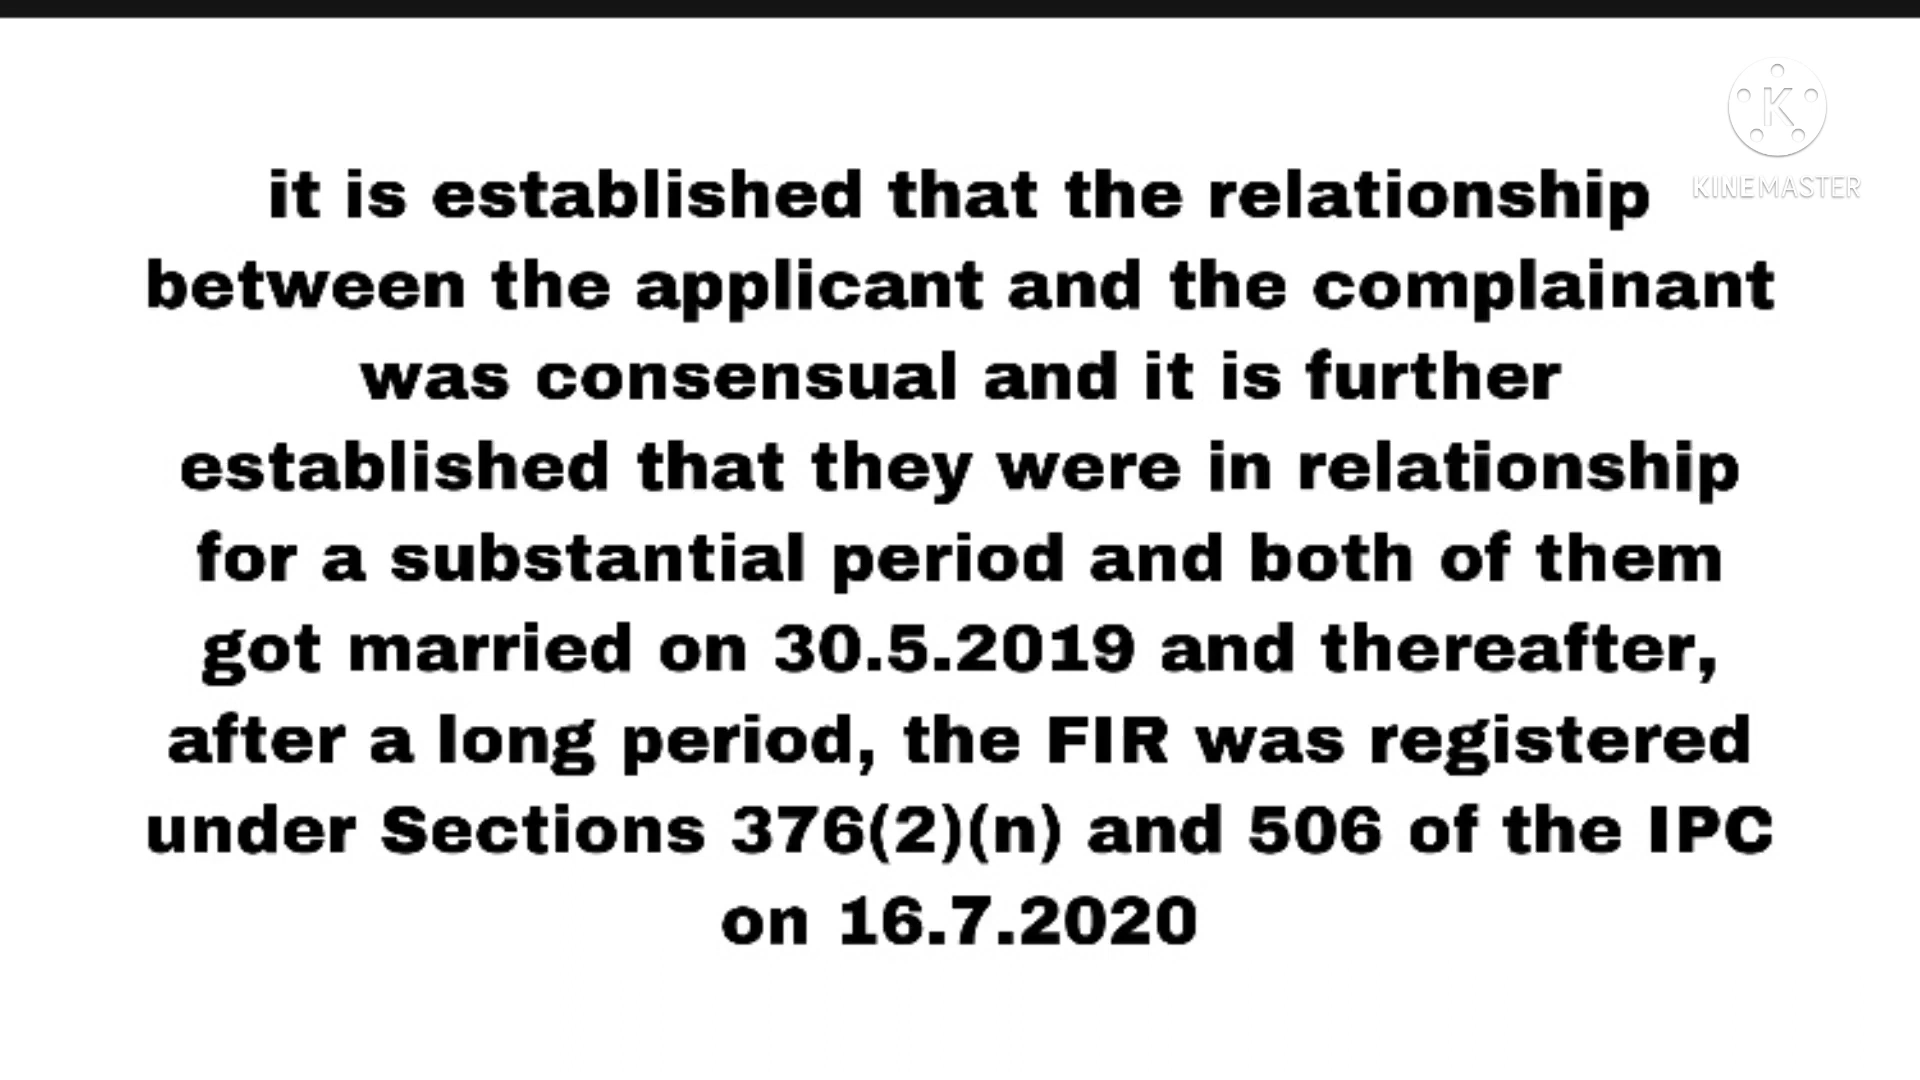 KINEMASTER
it is established that the relationship
between the applicant and the complainant
was consensual and it is further
established that they were in relationship
for a substantial period and both of them
got married on 30.5.2019 and thereafter,
after a long period, the FIR was registered
under Sections 376(2)(n) and 506 of the IPC
on 16.7.2020